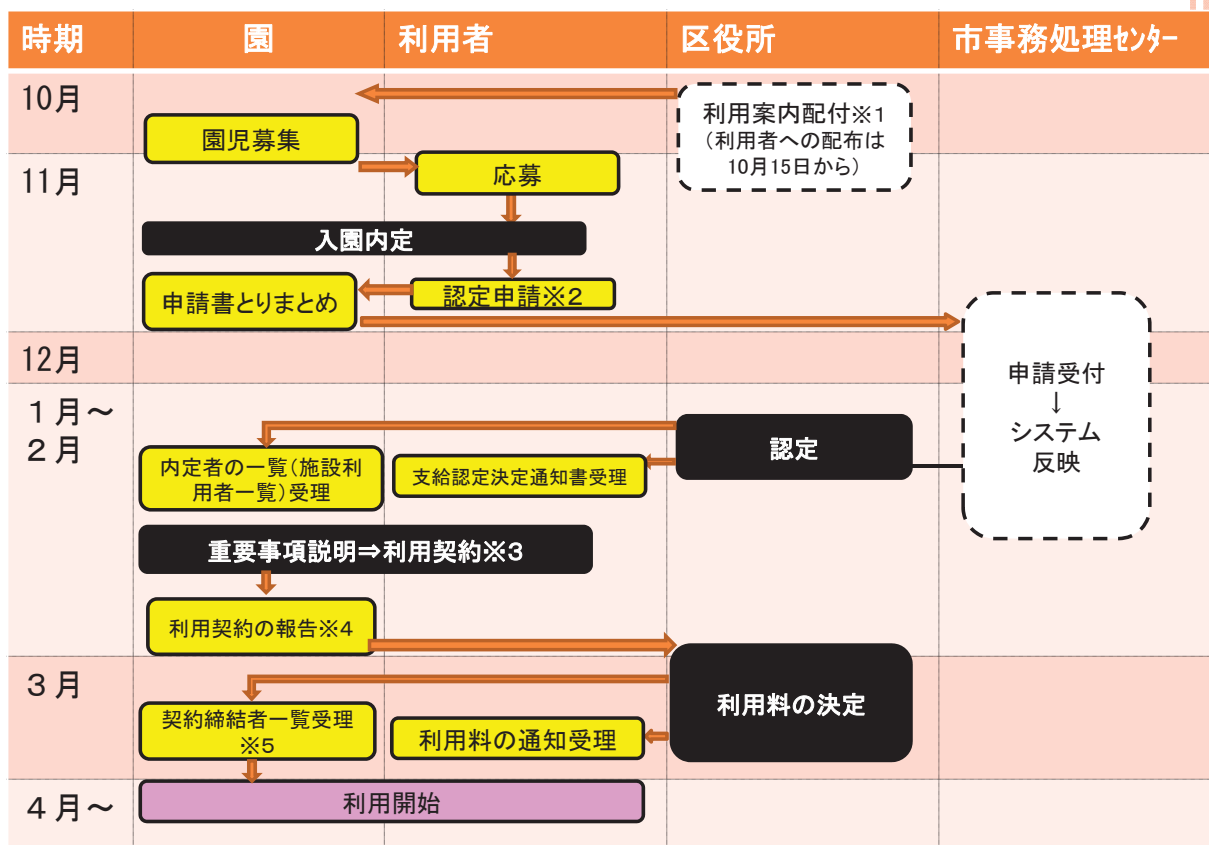 時期
園
利用者
区役所
市事務処理ｾﾝﾀｰ
10月
利用案内配付※１
（利用者への配布は
10月15日から）
園児募集
11月
応募
入園内定
申請書とりまとめ
認定申請※２
12月
申請受付
↓
システム
反映
１月～
２月
認定
内定者の一覧（施設利
用者一覧）受理
支給認定決定通知書受理
重要事項説明⇒利用契約※３
利用契約の報告※４
３月
利用料の決定
契約締結者一覧受理
※５
利用料の通知受理
４月～
利用開始